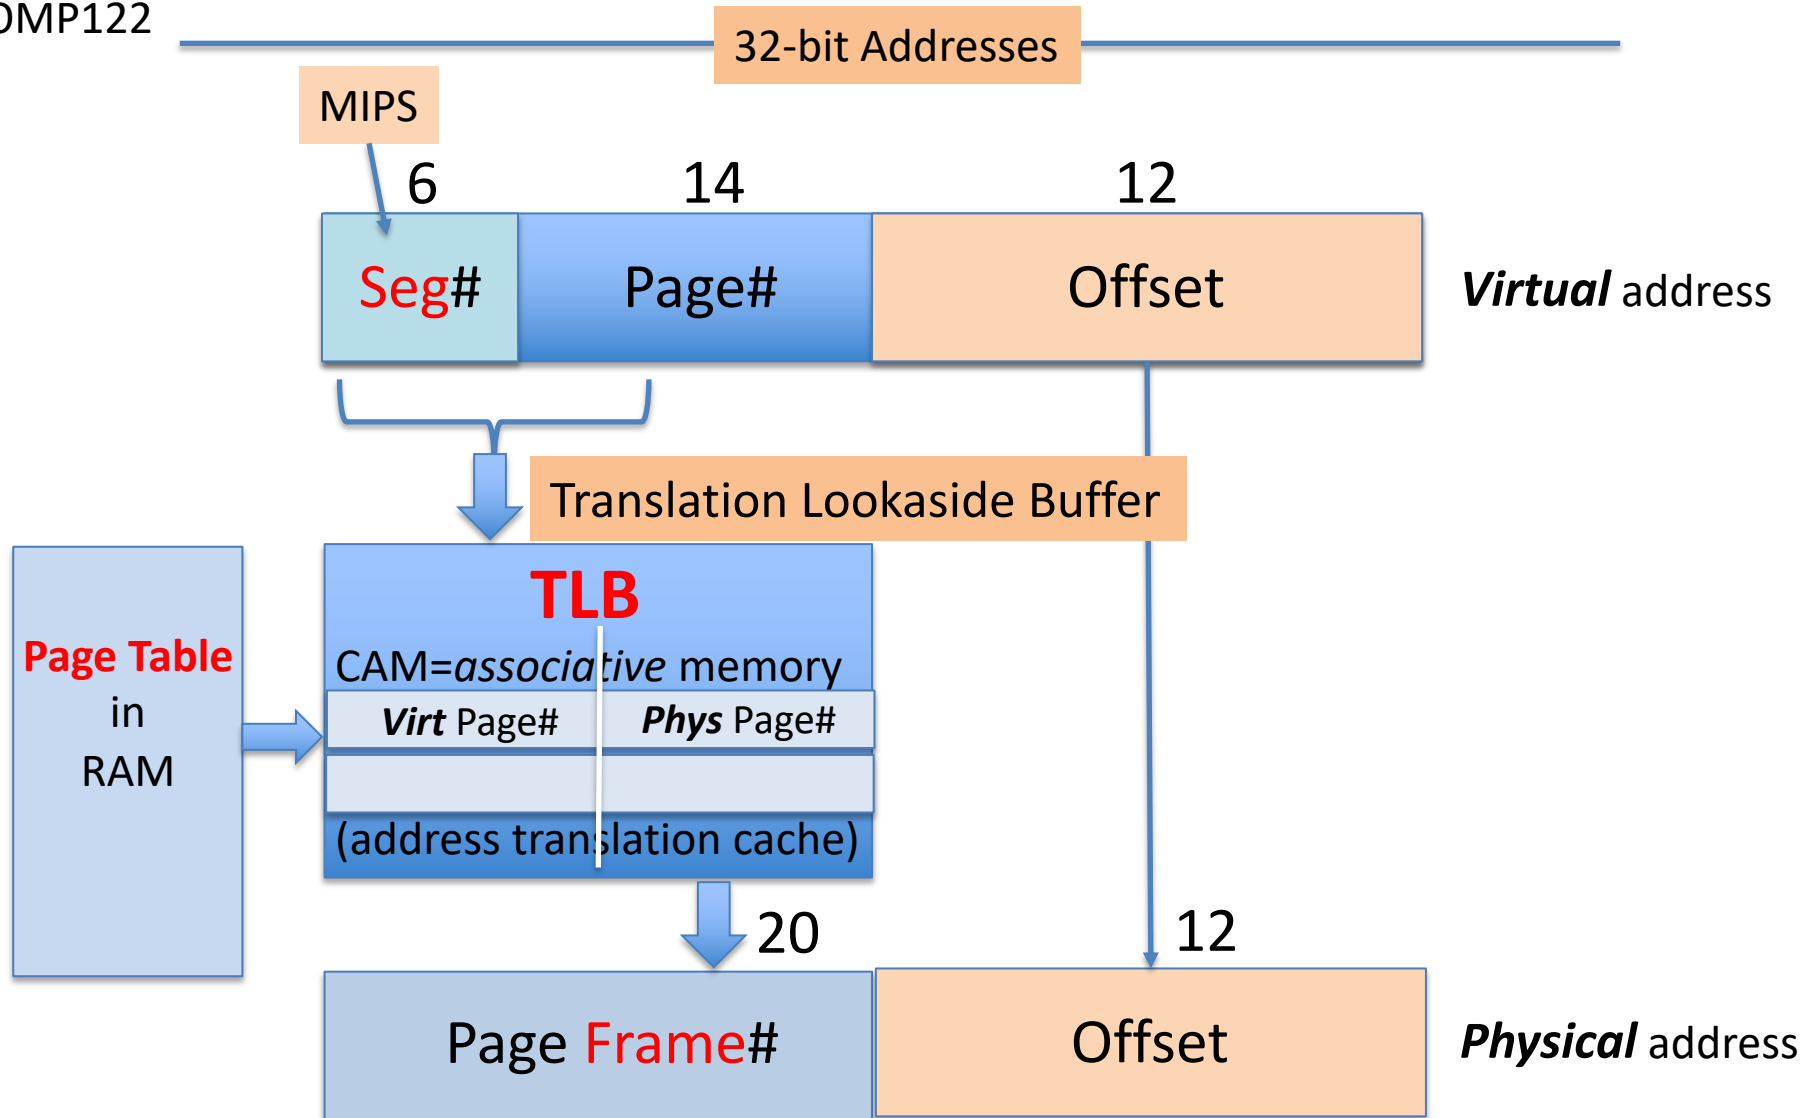 OMP122
32-bit Addresses
MIPS
6 14 12
Seg# Page# Offset Virtual address
Translation Lookaside Buffer
TLB
CAM=associative memory
Virt Page# Phys Page#
(address translation cache)
Page Table
in
RAM
20 12
Page Frame# Offset Physical address